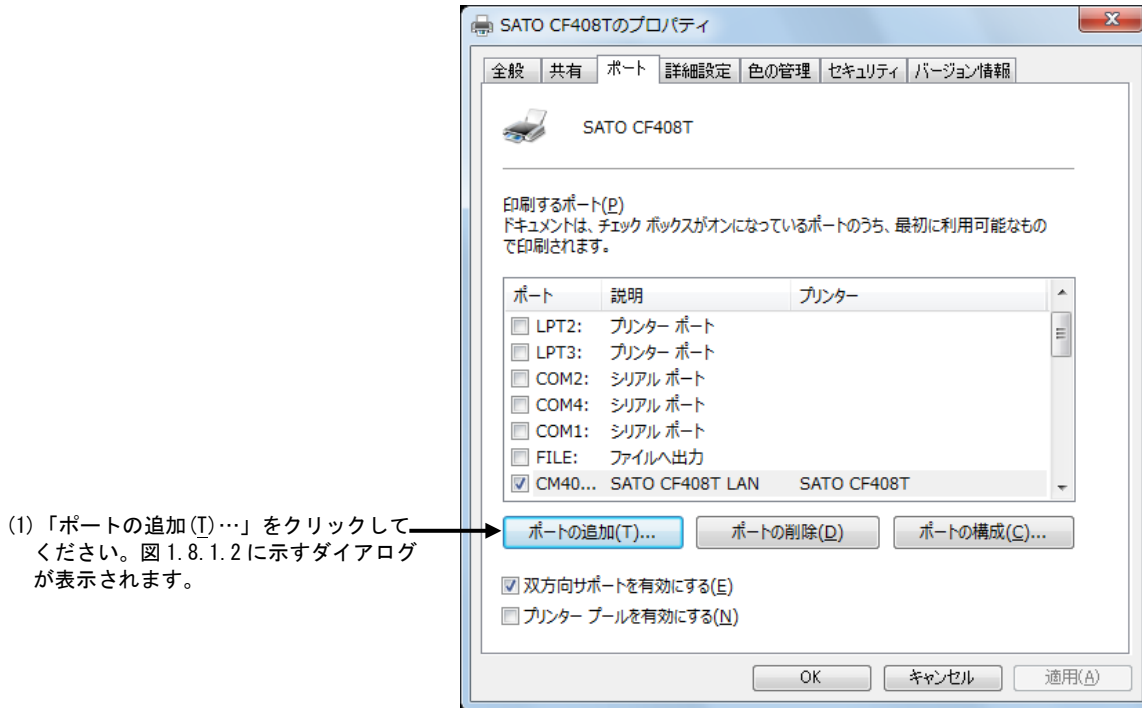 SATO CF408Tのプロパティ
全般 共有 ポート 詳細設定 色の管理 セキュリティ バージョン情報
SATO CF408T
印刷するポート(P)
ドキュメントは、チェック ボックスがオンになっているポートのうち、最初に利用可能なもの
で印刷されます。
ポート 説明 プリンター
LPT2: プリンター ポート
LPT3: プリンター ポート
COM2: シリアル ポート
COM4: シリアル ポート
COM1: シリアル ポート
FILE: ファイルへ出力
CM40... SATO CF408T LAN SATO CF408T
(1)「ポートの追加(T)…」をクリックして
ください。図 1.8.1.2 に示すダイアログ
が表示されます。
ポートの追加(T)... ポートの削除(D) ポートの構成(C)...
双方向サポートを有効にする(E)
プリンター プールを有効にする(N)
OK キャンセル 適用(A)